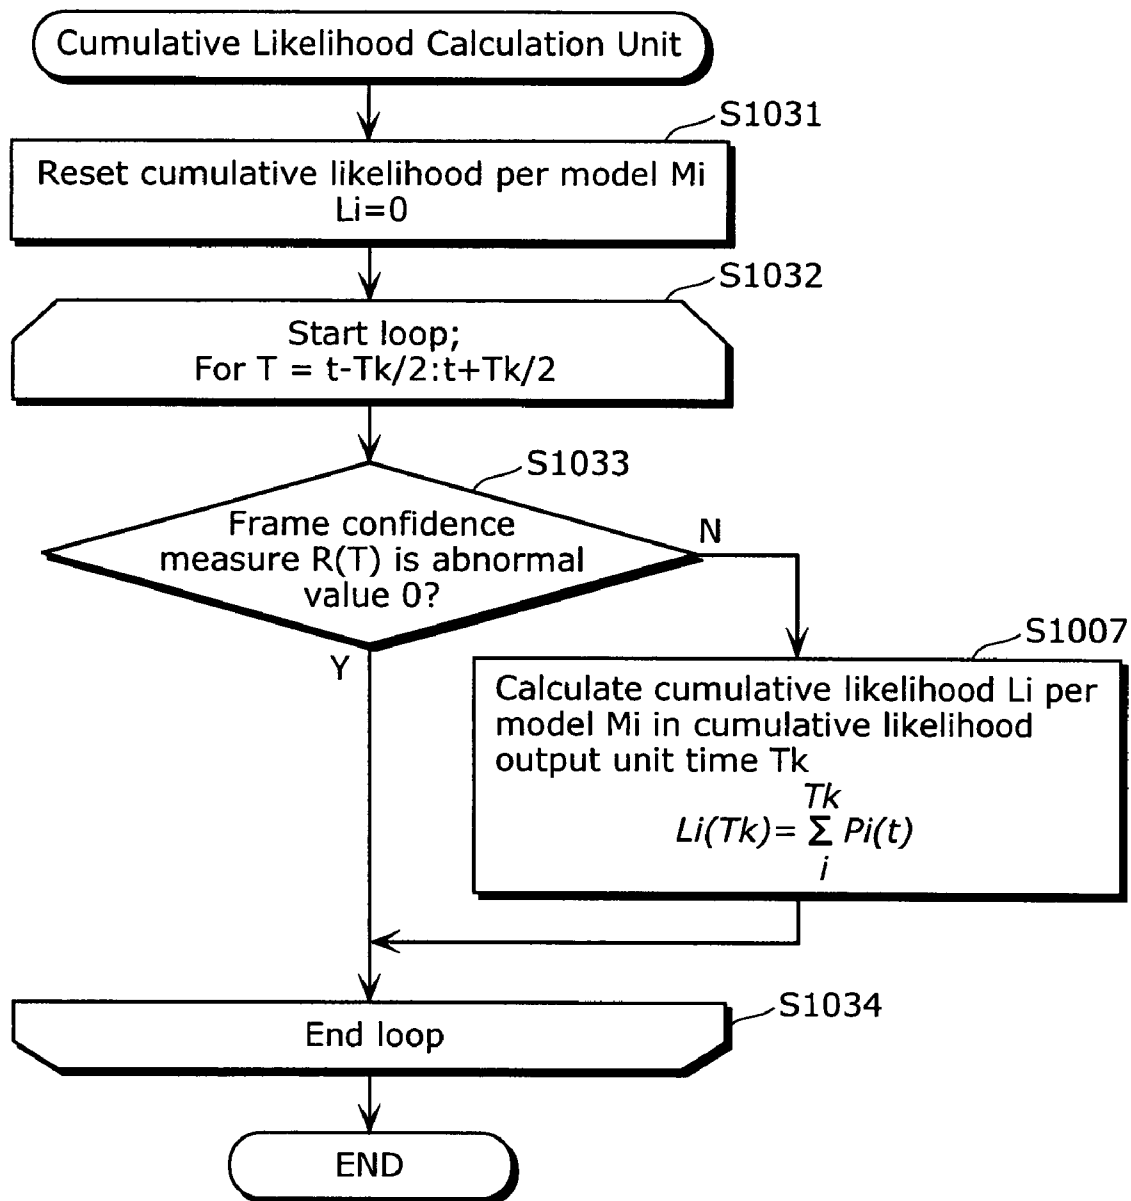 Cumulative Likelihood Calculation Unit
S1031
Reset cumulative likelihood per model Mi
Li=0
S1032
Start loop;
For T = t-Tk/2:t+Tk/2
S1033
Frame confidence
measure R(T) is abnormal
value 0?
N
Y
S1007
Calculate cumulative likelihood Li per
model Mi in cumulative likelihood
output unit time Tk
Tk
Li(Tk)= Σ Pi(t)
i
S1034
End loop
END